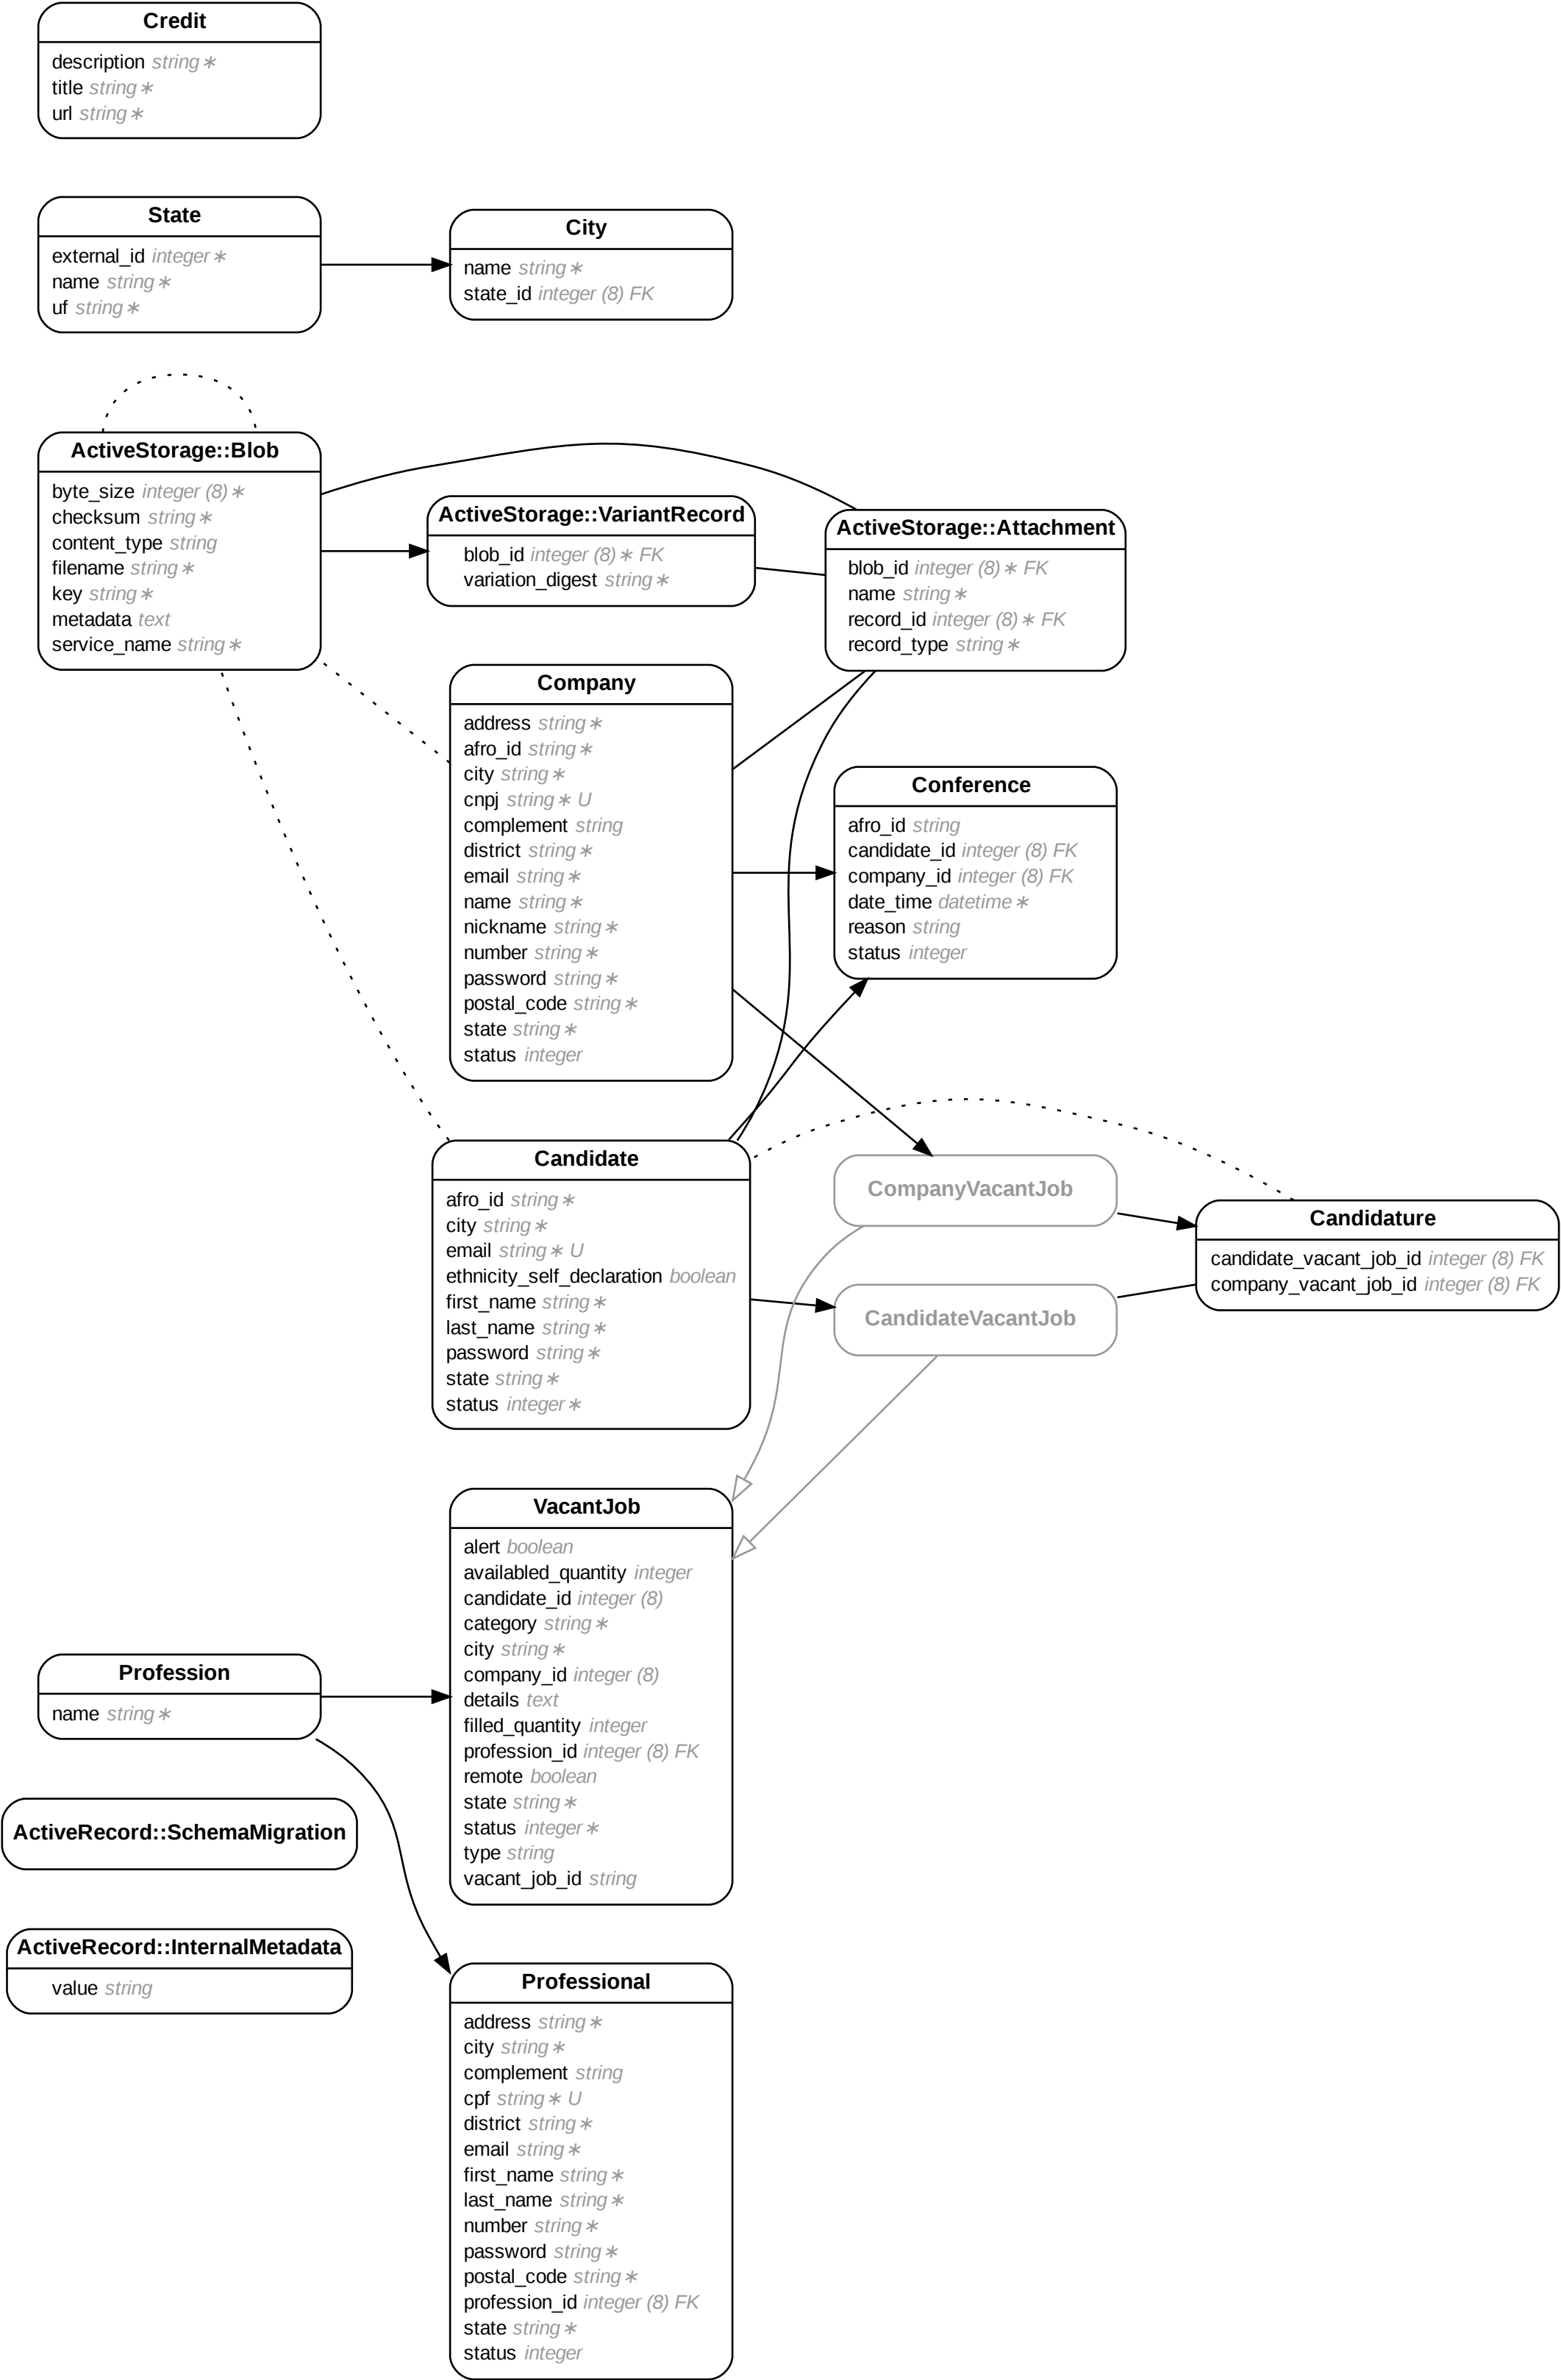 Credit
description string∗
title string∗
url string∗
State
external_id integer∗
name string∗
uf string∗
City
name string∗
state_id integer (8) FK
ActiveStorage::Blob
byte_size integer (8)∗
checksum string∗
content_type string
filename string∗
key string∗
metadata text
service_name string∗
ActiveStorage::VariantRecord
blob_id integer (8)∗ FK
variation_digest string∗
ActiveStorage::Attachment
blob_id integer (8)∗ FK
name string∗
record_id integer (8)∗ FK
record_type string∗
Company
address string∗
afro_id string∗
city string∗
cnpj string∗ U
complement string
district string∗
email string∗
name string∗
nickname string∗
number string∗
password string∗
postal_code string∗
state string∗
status integer
Conference
afro_id string
candidate_id integer (8) FK
company_id integer (8) FK
date_time datetime∗
reason string
status integer
Candidate
afro_id string∗
city string∗
email string∗ U
ethnicity_self_declaration boolean
first_name string∗
last_name string∗
password string∗
state string∗
status integer∗
CompanyVacantJob
CandidateVacantJob
Candidature
candidate_vacant_job_id integer (8) FK
company_vacant_job_id integer (8) FK
VacantJob
alert boolean
availabled_quantity integer
candidate_id integer (8)
category string∗
city string∗
company_id integer (8)
details text
filled_quantity integer
profession_id integer (8) FK
remote boolean
state string∗
status integer∗
type string
vacant_job_id string
Profession
name string∗
ActiveRecord::SchemaMigration
ActiveRecord::InternalMetadata
value string
Professional
address string∗
city string∗
complement string
cpf string∗ U
district string∗
email string∗
first_name string∗
last_name string∗
number string∗
password string∗
postal_code string∗
profession_id integer (8) FK
state string∗
status integer